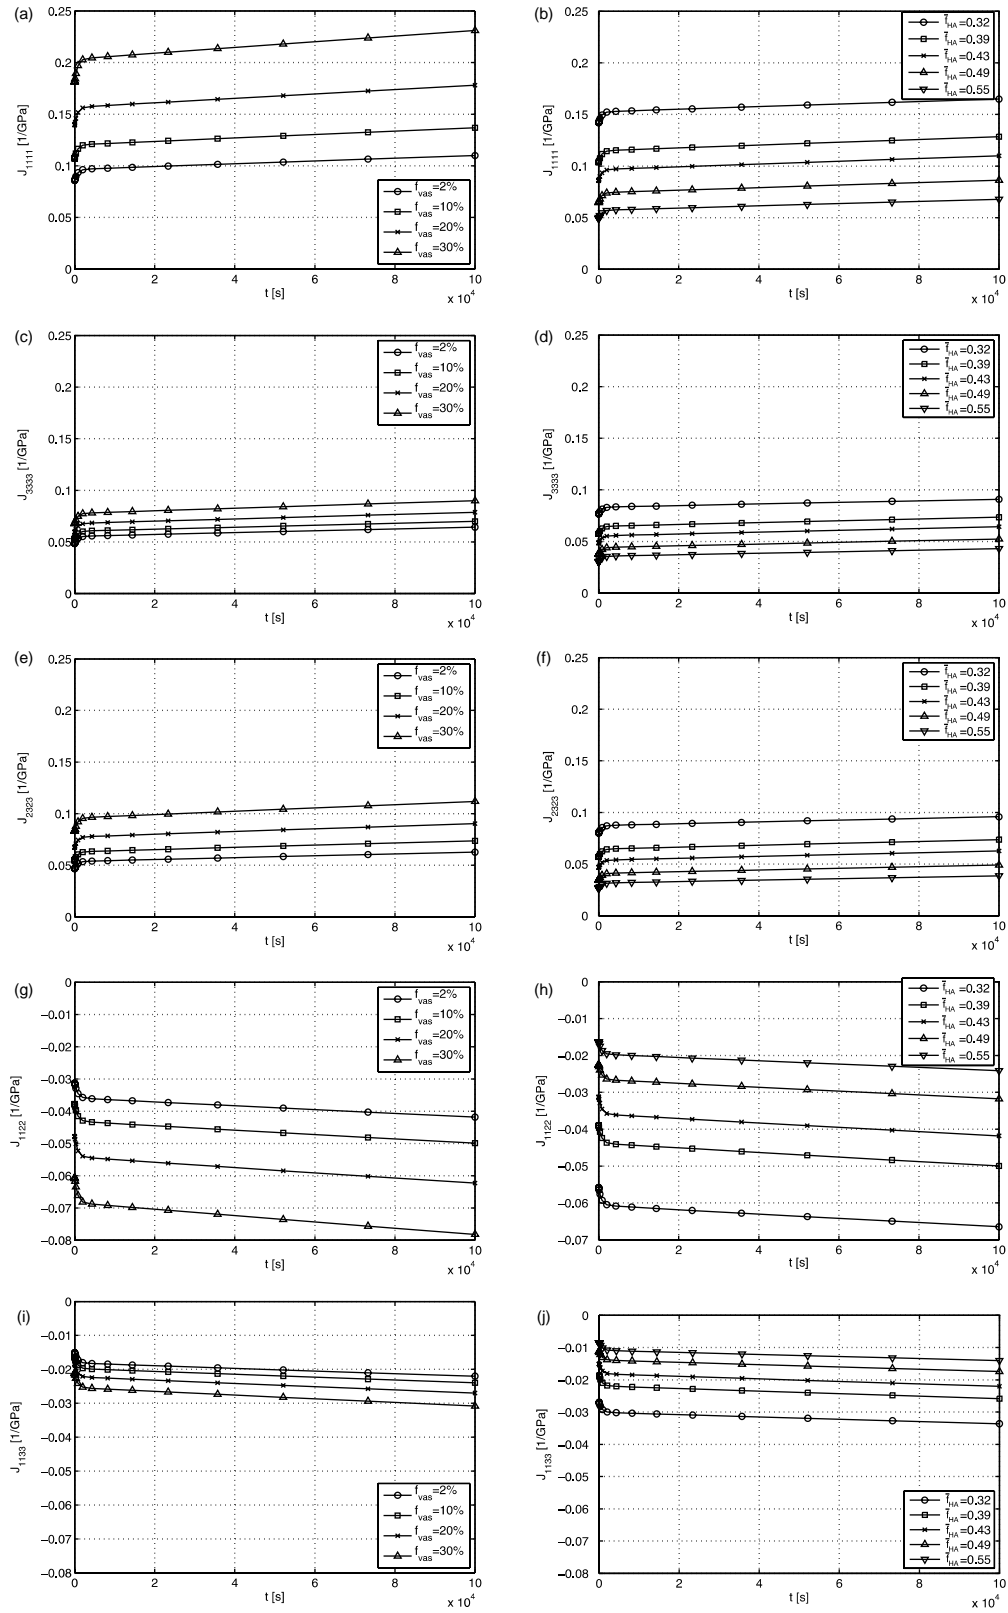 (a)
0.25
0.2
0.15
0.1
0.05
0
J1111 [1/GPa]
fvas=2%
fvas=10%
fvas=20%
fvas=30%
0 2 4 6 8 10
t [s]
x 10^4
(b)
0.25
0.2
0.15
0.1
0.05
0
J1111 [1/GPa]
f̄HA=0.32
f̄HA=0.39
f̄HA=0.43
f̄HA=0.49
f̄HA=0.55
0 2 4 6 8 10
t [s]
x 10^4
(c)
0.25
0.2
0.15
0.1
0.05
0
J3333 [1/GPa]
fvas=2%
fvas=10%
fvas=20%
fvas=30%
0 2 4 6 8 10
t [s]
x 10^4
(d)
0.25
0.2
0.15
0.1
0.05
0
J3333 [1/GPa]
f̄HA=0.32
f̄HA=0.39
f̄HA=0.43
f̄HA=0.49
f̄HA=0.55
0 2 4 6 8 10
t [s]
x 10^4
(e)
0.25
0.2
0.15
0.1
0.05
0
J2323 [1/GPa]
fvas=2%
fvas=10%
fvas=20%
fvas=30%
0 2 4 6 8 10
t [s]
x 10^4
(f)
0.25
0.2
0.15
0.1
0.05
0
J2323 [1/GPa]
f̄HA=0.32
f̄HA=0.39
f̄HA=0.43
f̄HA=0.49
f̄HA=0.55
0 2 4 6 8 10
t [s]
x 10^4
(g)
0
−0.01
−0.02
−0.03
−0.04
−0.05
−0.06
−0.07
−0.08
J1122 [1/GPa]
fvas=2%
fvas=10%
fvas=20%
fvas=30%
0 2 4 6 8 10
t [s]
x 10^4
(h)
0
−0.01
−0.02
−0.03
−0.04
−0.05
−0.06
−0.07
J1122 [1/GPa]
f̄HA=0.32
f̄HA=0.39
f̄HA=0.43
f̄HA=0.49
f̄HA=0.55
0 2 4 6 8 10
t [s]
x 10^4
(i)
0
−0.01
−0.02
−0.03
−0.04
−0.05
−0.06
−0.07
−0.08
J1133 [1/GPa]
fvas=2%
fvas=10%
fvas=20%
fvas=30%
0 2 4 6 8 10
t [s]
x 10^4
(j)
0
−0.01
−0.02
−0.03
−0.04
−0.05
−0.06
−0.07
−0.08
J1133 [1/GPa]
f̄HA=0.32
f̄HA=0.39
f̄HA=0.43
f̄HA=0.49
f̄HA=0.55
0 2 4 6 8 10
t [s]
x 10^4